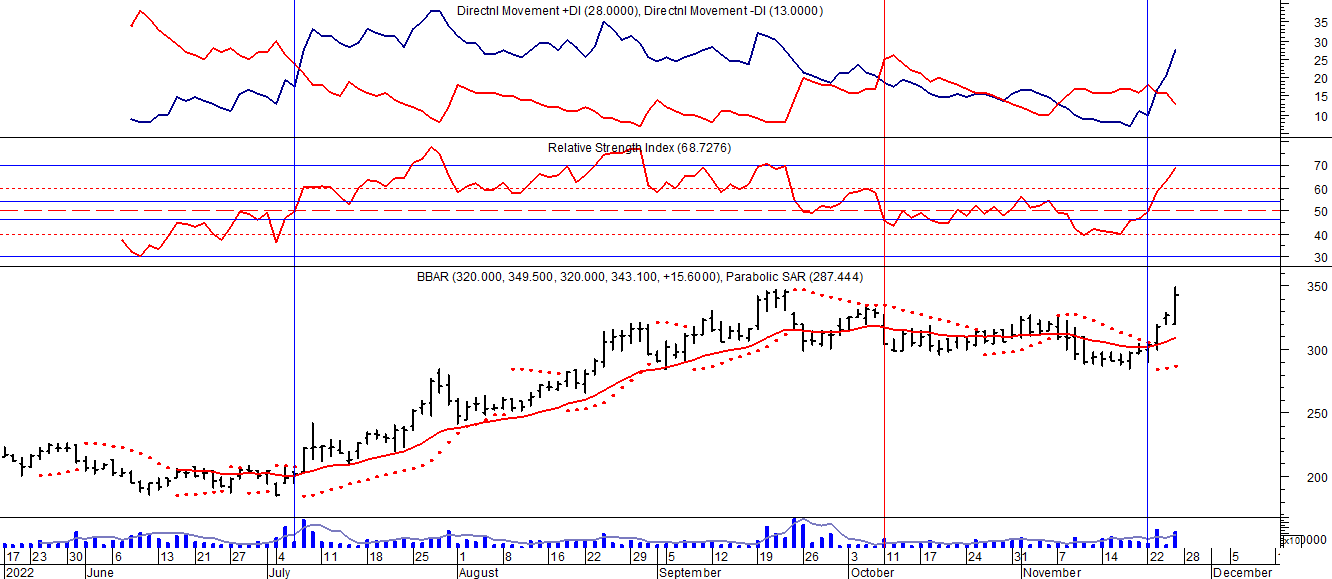 Directnl Movement +DI (28.0000), Directnl Movement -DI (13.0000)
35
30
25
20
15
10
Relative Strength Index (68.7276)
70
60
50
40
30
BBAR (320.000, 349.500, 320.000, 343.100, +15.6000), Parabolic SAR (287.444)
350
300
250
200
x10000
17 23 30 6 13 21 27 4 11 18 25 1 8 16 22 29 5 12 19 26 3 11 17 24 31 7 14 22 28 5
2022 June July August September October November December